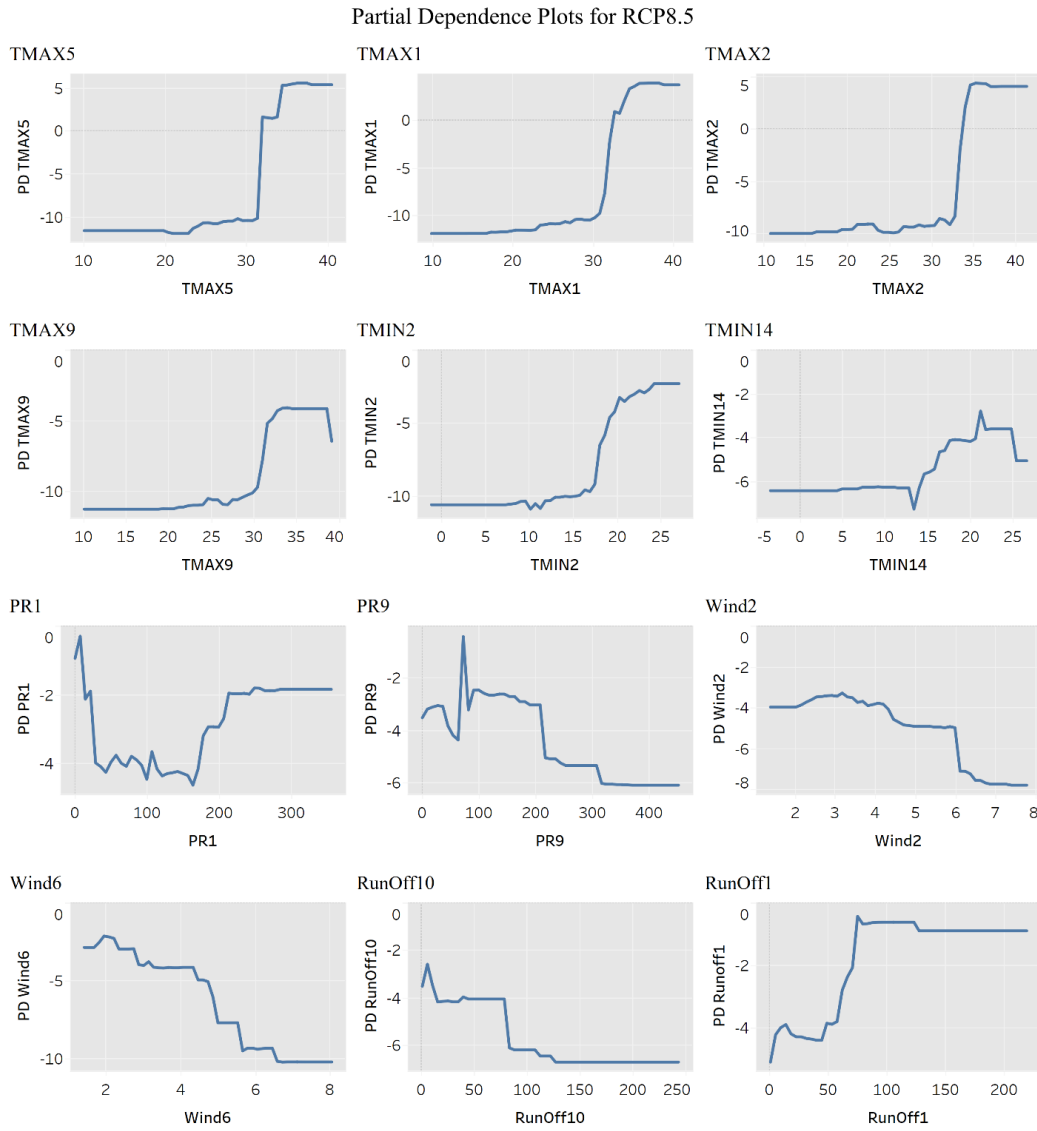 Partial Dependence Plots for RCP8.5
TMAX5
5
0
-5
-10
PD TMAX5
10 20 30 40
TMAX5
TMAX1
0
-5
-10
PD TMAX1
10 20 30 40
TMAX1
TMAX2
5
0
-5
-10
PD TMAX2
10 15 20 25 30 35 40
TMAX2
TMAX9
0
-5
-10
PD TMAX9
10 15 20 25 30 35 40
TMAX9
TMIN2
0
-5
-10
PD TMIN2
0 5 10 15 20 25
TMIN2
TMIN14
0
-2
-4
-6
PD TMIN14
-5 0 5 10 15 20 25
TMIN14
PR1
0
-2
-4
PD PR1
0 100 200 300
PR1
PR9
-2
-4
-6
PD PR9
0 100 200 300 400
PR9
Wind2
0
-2
-4
-6
-8
PD Wind2
2 3 4 5 6 7 8
Wind2
Wind6
0
-5
-10
PD Wind6
2 4 6 8
Wind6
RunOff10
0
-2
-4
-6
PD RunOff10
0 50 100 150 200 250
RunOff10
RunOff1
0
-2
-4
PD Runoff1
0 50 100 150 200
RunOff1